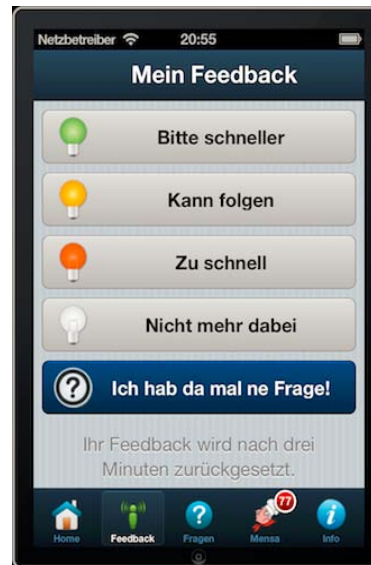 Netzbetreiber 20:55
Mein Feedback
Bitte schneller
Kann folgen
Zu schnell
Nicht mehr dabei
? Ich hab da mal ne Frage!
Ihr Feedback wird nach drei
Minuten zurückgesetzt.
77
Home Feedback Fragen Mensa Info